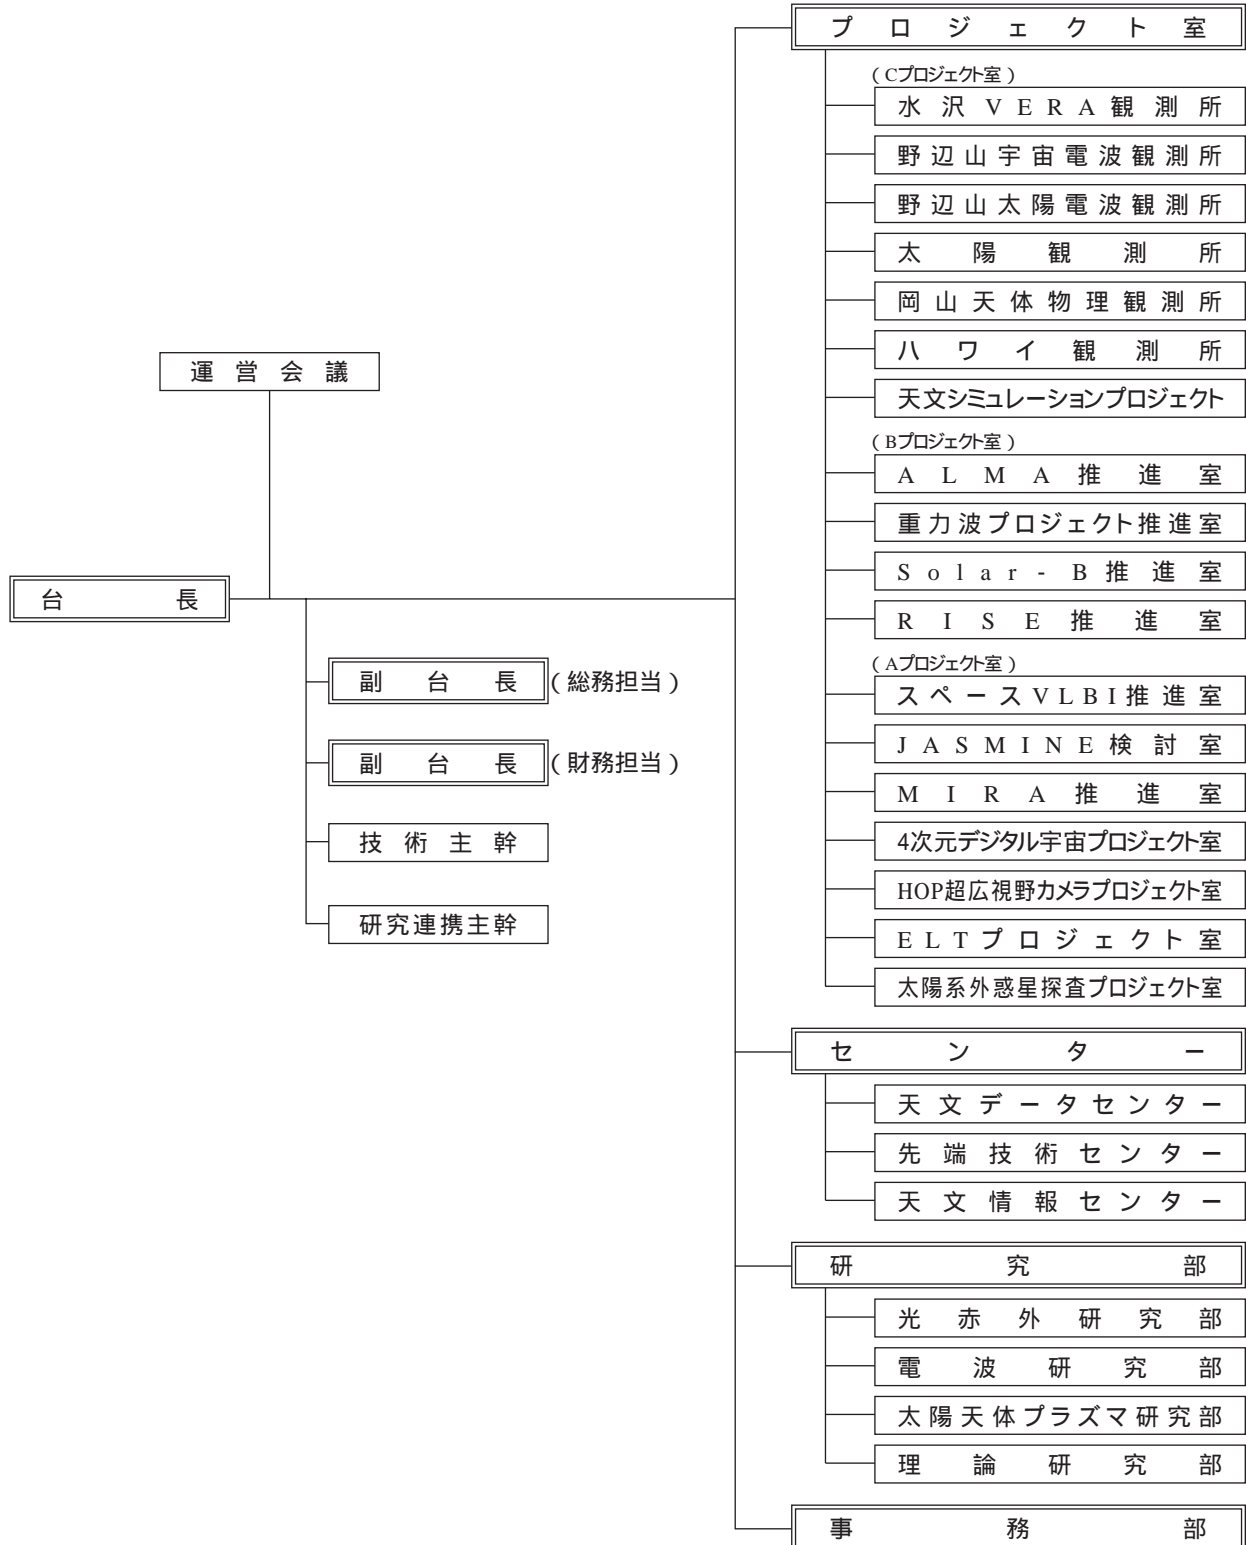 運営会議
台長
副台長(総務担当)
副台長(財務担当)
技術主幹
研究連携主幹
プロジェクト室
(Cプロジェクト室)
水沢VERA観測所
野辺山宇宙電波観測所
野辺山太陽電波観測所
太陽観測所
岡山天体物理観測所
ハワイ観測所
天文シミュレーションプロジェクト
(Bプロジェクト室)
ALMA推進室
重力波プロジェクト推進室
Solar-B推進室
RISE推進室
(Aプロジェクト室)
スペースVLBI推進室
JASMINE検討室
MIRA推進室
4次元デジタル宇宙プロジェクト室
HOP超広視野カメラプロジェクト室
ELTプロジェクト室
太陽系外惑星探査プロジェクト室
センター
天文データセンター
先端技術センター
天文情報センター
研究部
光赤外研究部
電波研究部
太陽天体プラズマ研究部
理論研究部
事務部